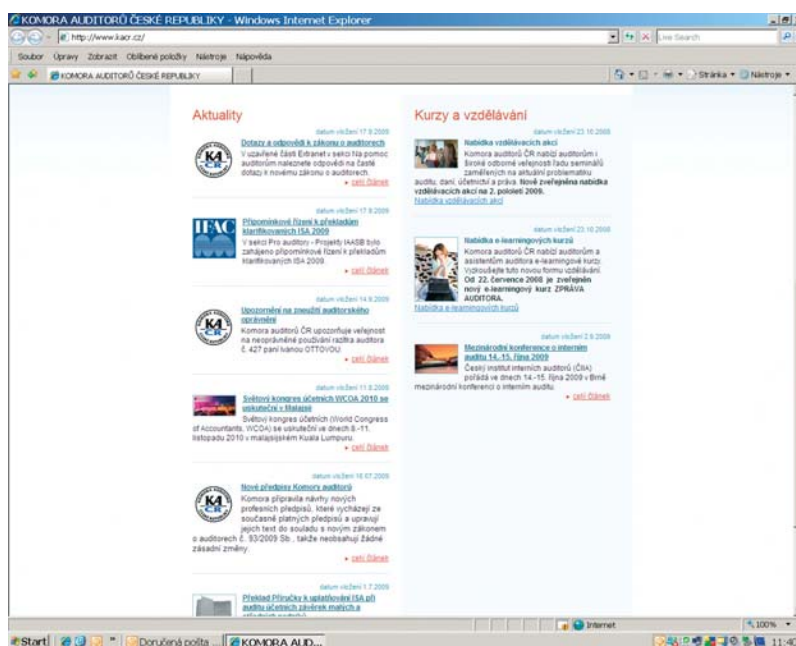 KOMORA AUDITORŮ ČESKÉ REPUBLIKY - Windows Internet Explorer
http://www.kacr.cz/
Live Search
Soubor Úpravy Zobrazit Oblíbené položky Nástroje Nápověda
KOMORA AUDITORŮ ČESKÉ REPUBLIKY
Stránka Nástroje
Aktuality
datum vložení 17.9.2009
Dotazy a odpovědi k zákonu o auditorech
V uzavřené části Extranet v sekci Na pomoc
auditorům naleznete odpovědi na časté
dotazy k novému zákonu o auditorech.
celý článek
datum vložení 17.9.2009
IFAC
Připomínkové řízení k překladům
klarifikovaných ISA 2009
V sekci Pro auditory - Projekty IAASB bylo
zahájeno připomínkové řízení k překladům
klarifikovaných ISA 2009.
celý článek
datum vložení 14.9.2009
Upozornění na zneužití auditorského
oprávnění
KA
ČR
Komora auditorů ČR upozorňuje veřejnost
na neoprávněné používání razítka auditora
č. 427 paní Ivanou OTTOVOU.
celý článek
datum vložení 11.8.2009
Světový kongres účetních WCOA 2010 se
uskuteční v Malajsii
Světový kongres účetních (World Congress
of Accountants, WCOA) se uskuteční ve dnech 8.-11.
listopadu 2010 v malajsijském Kuala Lumpuru.
celý článek
datum vložení 16.07.2009
Nové předpisy Komory auditorů
KA
ČR
Komora připravila návrhy nových
profesních předpisů, které vycházejí ze
současně platných předpisů a upravují
jejich text do souladu s novým zákonem
o auditorech č. 93/2009 Sb., takže neobsahují žádné
zásadní změny.
celý článek
datum vložení 1.7.2009
Překlad Příručky k uplatňování ISA při
auditu účetních závěrek malých a
Kurzy a vzdělávání
datum vložení 23.10.2008
Nabídka vzdělávacích akcí
Komora auditorů ČR nabízí auditorům i
široké odborné veřejnosti řadu seminářů
zaměřených na aktuální problematiku
auditu, daní, účetnictví a práva. Nově zveřejněna nabídka
vzdělávacích akcí na 2. pololetí 2009.
Nabídka vzdělávacích akcí
datum vložení 23.10.2008
Nabídka e-learningových kurzů
Komora auditorů ČR nabízí auditorům a
asistentům auditora e-learningové kurzy.
Vyzkoušejte tuto novou formu vzdělávání.
Od 22. července 2008 je zveřejněn
nový e-learningový kurz ZPRÁVA
AUDITORA.
Nabídka e-learningových kurzů
datum vložení 2.9.2009
Mezinárodní konference o interním
auditu 14.-15. října 2009
Český institut interních auditorů (ČIIA)
pořádá ve dnech 14.-15. října 2009 v Brně
mezinárodní konferenci o interním auditu.
celý článek
Internet 100%
Start Doručená pošta ... KOMORA AUD... 11:40